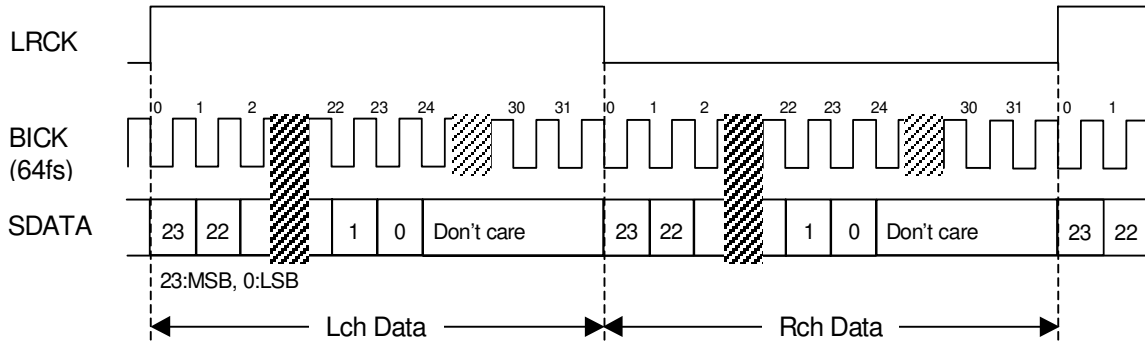 LRCK
0 1 2 22 23 24 30 31 0 1 2 22 23 24 30 31 0 1
BICK
(64fs)
SDATA 23 22 1 0 Don't care 23 22 1 0 Don't care 23 22
23:MSB, 0:LSB
Lch Data Rch Data